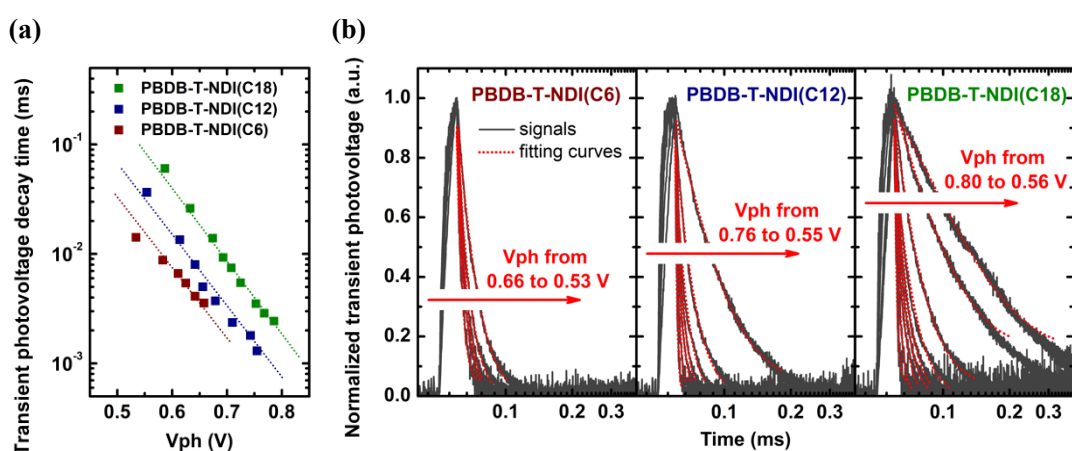 (a)
Transient photovoltage decay time (ms)
10⁻¹
10⁻²
10⁻³
PBDB-T-NDI(C18)
PBDB-T-NDI(C12)
PBDB-T-NDI(C6)
0.5 0.6 0.7 0.8
Vph (V)
(b)
Normalized transient photovoltage (a.u.)
1.0
0.8
0.6
0.4
0.2
0.0
PBDB-T-NDI(C6)
signals
fitting curves
Vph from
0.66 to 0.53 V
0.1 0.2 0.3
PBDB-T-NDI(C12)
Vph from
0.76 to 0.55 V
0.1 0.2 0.3
PBDB-T-NDI(C18)
Vph from
0.80 to 0.56 V
0.1 0.2 0.3
Time (ms)